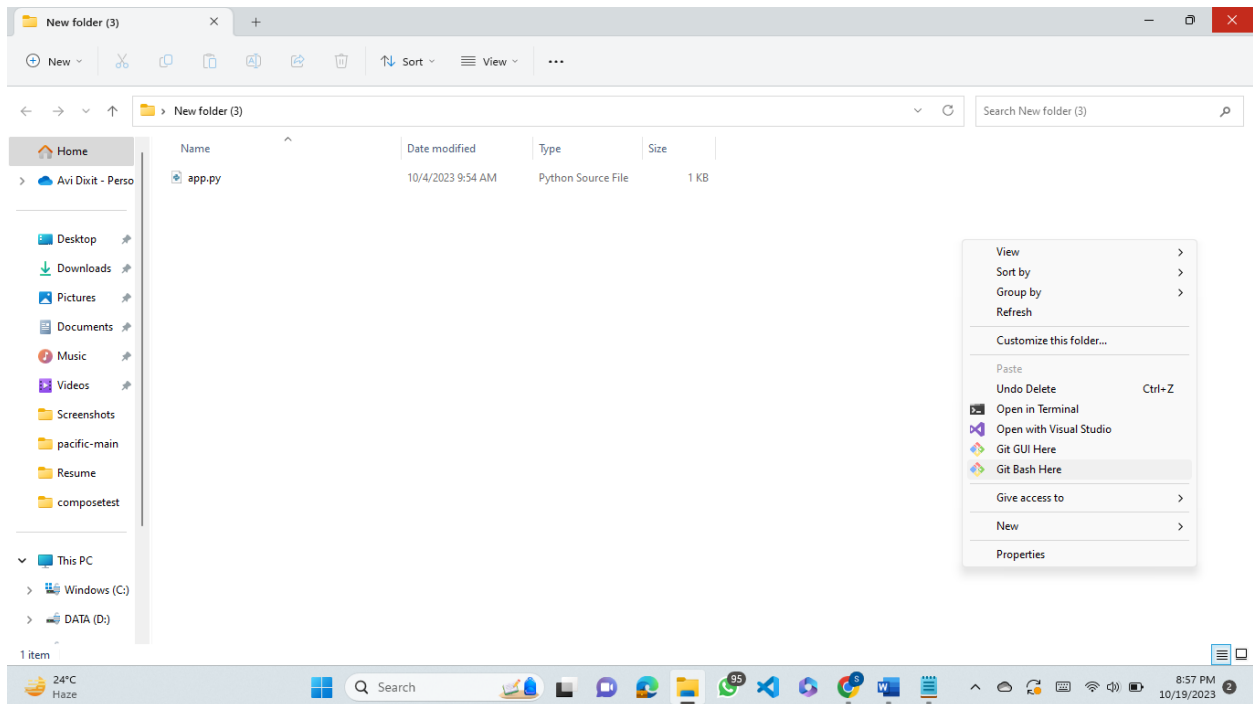 New folder (3)
New
Sort
View
New folder (3)
Search New folder (3)
Home
Avi Dixit - Perso
Desktop
Downloads
Pictures
Documents
Music
Videos
Screenshots
pacific-main
Resume
composetest
This PC
Windows (C:)
DATA (D:)
Name Date modified Type Size
app.py 10/4/2023 9:54 AM Python Source File 1 KB
View
Sort by
Group by
Refresh
Customize this folder...
Paste
Undo Delete Ctrl+Z
Open in Terminal
Open with Visual Studio
Git GUI Here
Git Bash Here
Give access to
New
Properties
1 item
24°C
Haze
Search
95
S
W
8:57 PM
10/19/2023
2